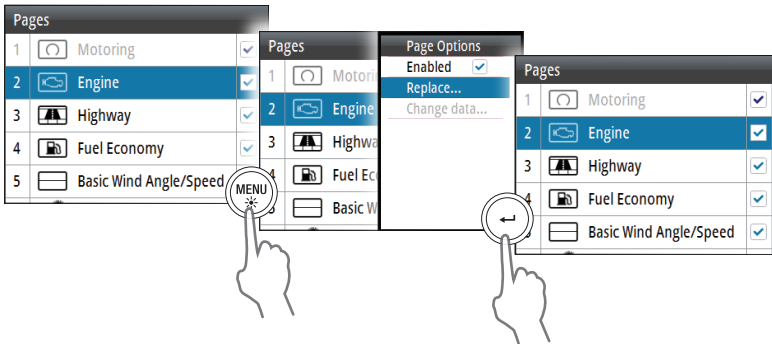 Pages
1 Motoring
2 Engine
3 Highway
4 Fuel Economy
5 Basic Wind Angle/Speed
MENU
Pages
1 Motori
2 Engine
3 Highwa
4 Fuel Ec
5 Basic W
Page Options
Enabled
Replace...
Change data...
Pages
1 Motoring
2 Engine
3 Highway
4 Fuel Economy
5 Basic Wind Angle/Speed